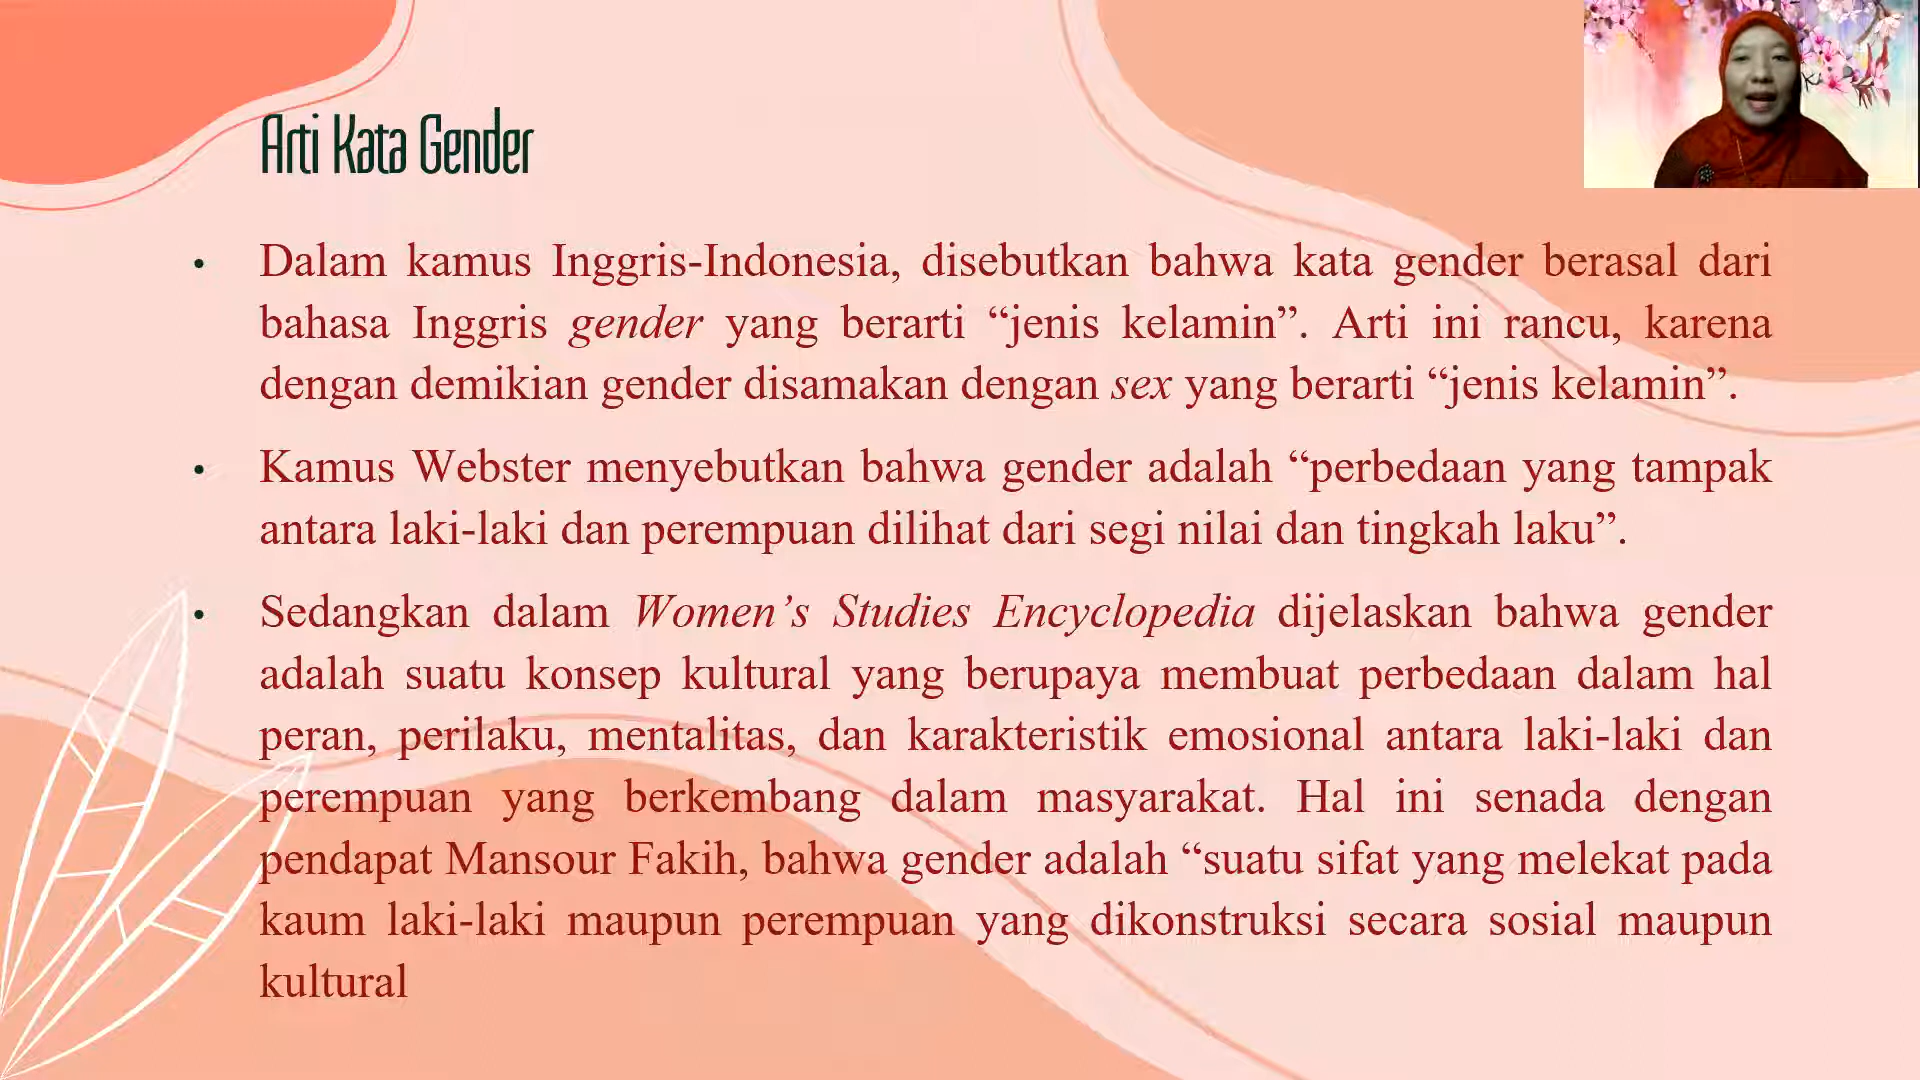 Arti Kata Gender
• Dalam kamus Inggris-Indonesia, disebutkan bahwa kata gender berasal dari
bahasa Inggris gender yang berarti “jenis kelamin”. Arti ini rancu, karena
dengan demikian gender disamakan dengan sex yang berarti “jenis kelamin”.
• Kamus Webster menyebutkan bahwa gender adalah “perbedaan yang tampak
antara laki-laki dan perempuan dilihat dari segi nilai dan tingkah laku”.
• Sedangkan dalam Women’s Studies Encyclopedia dijelaskan bahwa gender
adalah suatu konsep kultural yang berupaya membuat perbedaan dalam hal
peran, perilaku, mentalitas, dan karakteristik emosional antara laki-laki dan
perempuan yang berkembang dalam masyarakat. Hal ini senada dengan
pendapat Mansour Fakih, bahwa gender adalah “suatu sifat yang melekat pada
kaum laki-laki maupun perempuan yang dikonstruksi secara sosial maupun
kultural